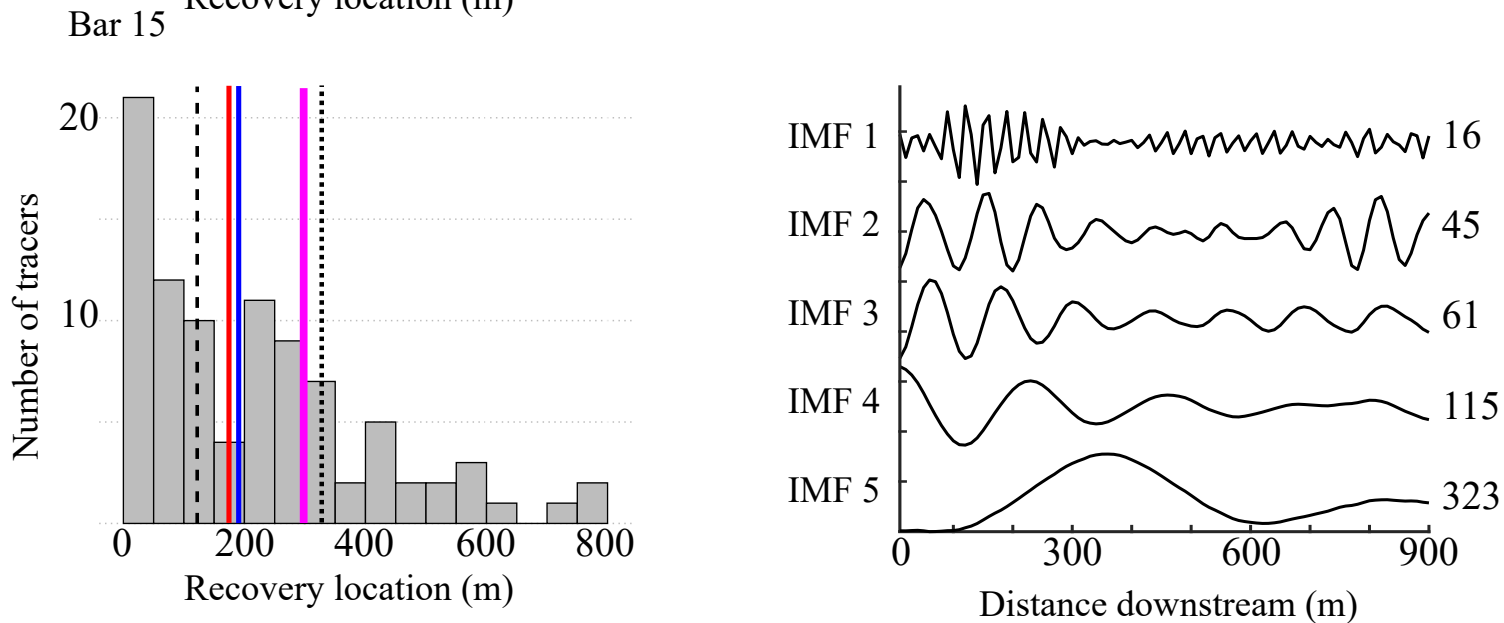 Recovery location (m)
Bar 15
20
10
Number of tracers
0 200 400 600 800
Recovery location (m)
IMF 1 16
IMF 2 45
IMF 3 61
IMF 4 115
IMF 5 323
0 300 600 900
Distance downstream (m)